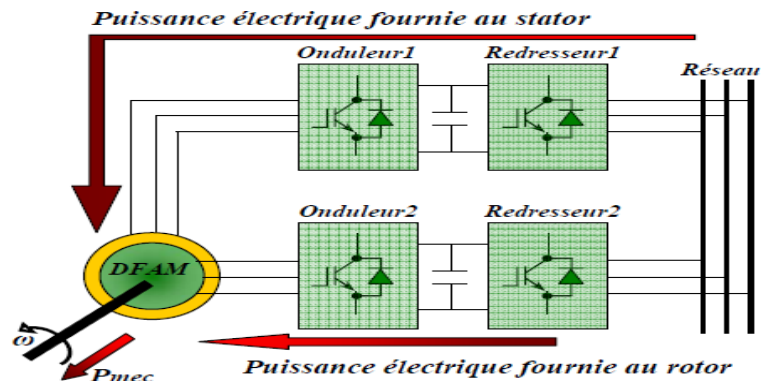 Puissance électrique fournie au stator
Onduleur1
Redresseur1
Réseau
Onduleur2
Redresseur2
DFAM
ω
Pmec
Puissance électrique fournie au rotor